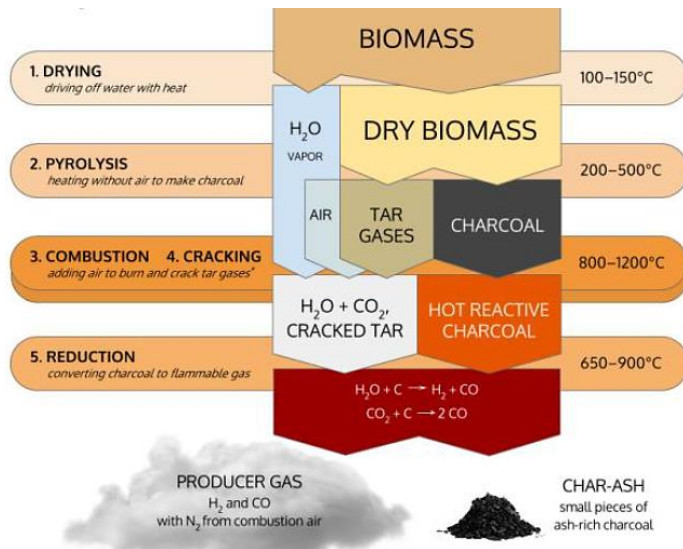 BIOMASS
1. DRYING
driving off water with heat
100–150°C
H₂O
VAPOR
DRY BIOMASS
2. PYROLYSIS
heating without air to make charcoal
200–500°C
AIR
TAR
GASES
CHARCOAL
3. COMBUSTION 4. CRACKING
adding air to burn and crack tar gases*
800–1200°C
H₂O + CO₂,
CRACKED TAR
HOT REACTIVE
CHARCOAL
5. REDUCTION
converting charcoal to flammable gas
650–900°C
H₂O + C → H₂ + CO
CO₂ + C → 2 CO
PRODUCER GAS
H₂ and CO
with N₂ from combustion air
CHAR-ASH
small pieces of
ash-rich charcoal